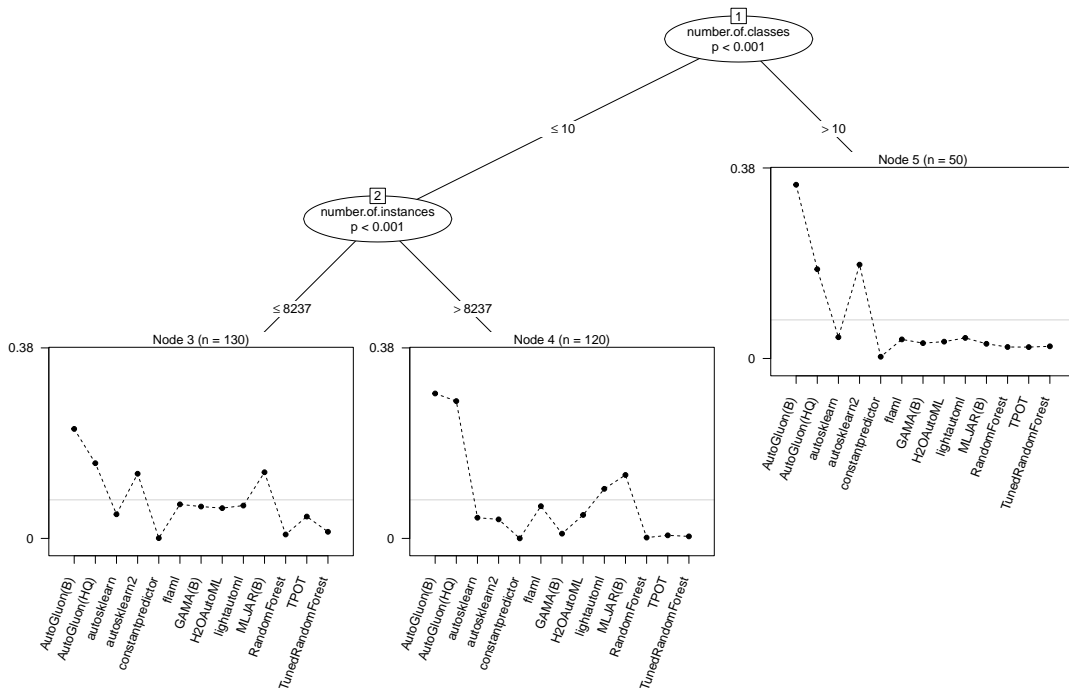 1
number.of.classes
p < 0.001
≤ 10
> 10
2
number.of.instances
p < 0.001
≤ 8237
> 8237
Node 3 (n = 130)
0.38
0
AutoGluon(B)
AutoGluon(HQ)
autosklearn
autosklearn2
constantpredictor
flaml
GAMA(B)
H2OAutoML
lightautoml
MLJAR(B)
RandomForest
TPOT
TunedRandomForest
Node 4 (n = 120)
0.38
0
AutoGluon(B)
AutoGluon(HQ)
autosklearn
autosklearn2
constantpredictor
flaml
GAMA(B)
H2OAutoML
lightautoml
MLJAR(B)
RandomForest
TPOT
TunedRandomForest
Node 5 (n = 50)
0.38
0
AutoGluon(B)
AutoGluon(HQ)
autosklearn
autosklearn2
constantpredictor
flaml
GAMA(B)
H2OAutoML
lightautoml
MLJAR(B)
RandomForest
TPOT
TunedRandomForest